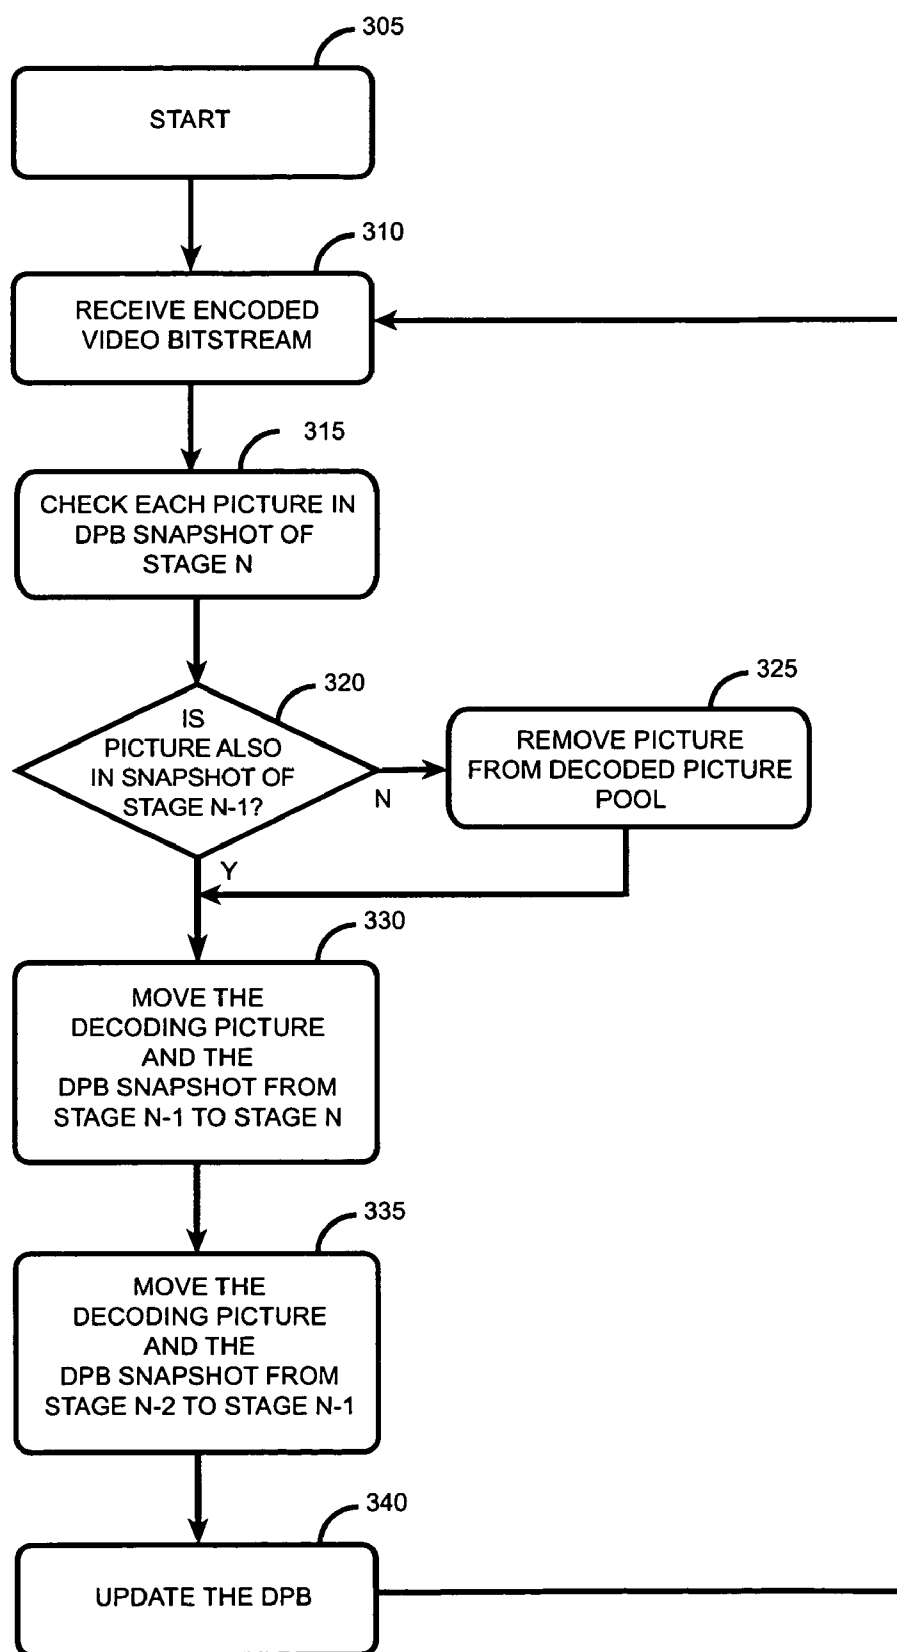 305
START
310
RECEIVE ENCODED
VIDEO BITSTREAM
315
CHECK EACH PICTURE IN
DPB SNAPSHOT OF
STAGE N
320
IS
PICTURE ALSO
IN SNAPSHOT OF
STAGE N-1?
N
Y
325
REMOVE PICTURE
FROM DECODED PICTURE
POOL
330
MOVE THE
DECODING PICTURE
AND THE
DPB SNAPSHOT FROM
STAGE N-1 TO STAGE N
335
MOVE THE
DECODING PICTURE
AND THE
DPB SNAPSHOT FROM
STAGE N-2 TO STAGE N-1
340
UPDATE THE DPB